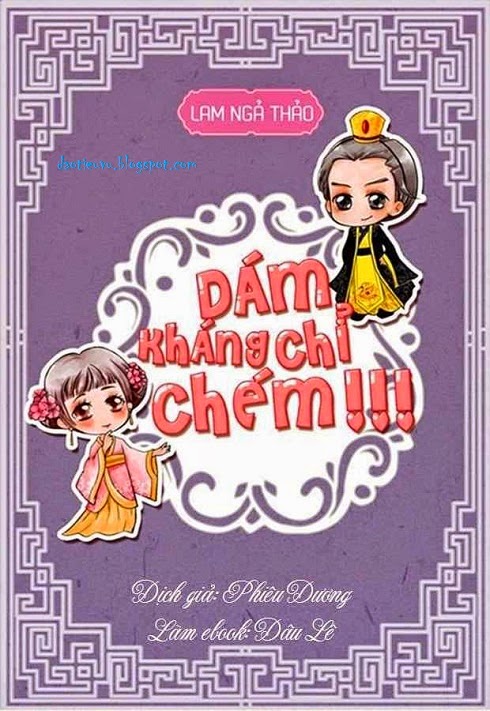 LAM NGẢ THẢO
DÁM
KHÁNG CHỈ
CHÉM!!!
Dịch giả: Phiêu Dương
Làm ebook: Dâu Lê